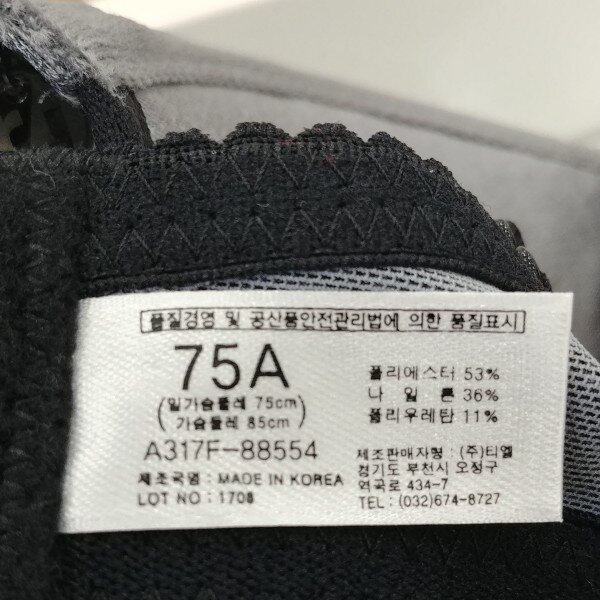 품질경영 및 공산품안전관리법에 의한 품질표시
75A
(밑가슴둘레 75cm)
(가슴둘레 85cm)
A317F-88554
제조국명 : MADE IN KOREA
LOT NO : 1708
폴리에스터 53%
나 일 론 36%
폴리우레탄 11%
제조판매자명 : (주)티엘
경기도 부천시 오정구
역곡로 434-7
TEL : (032)674-8727